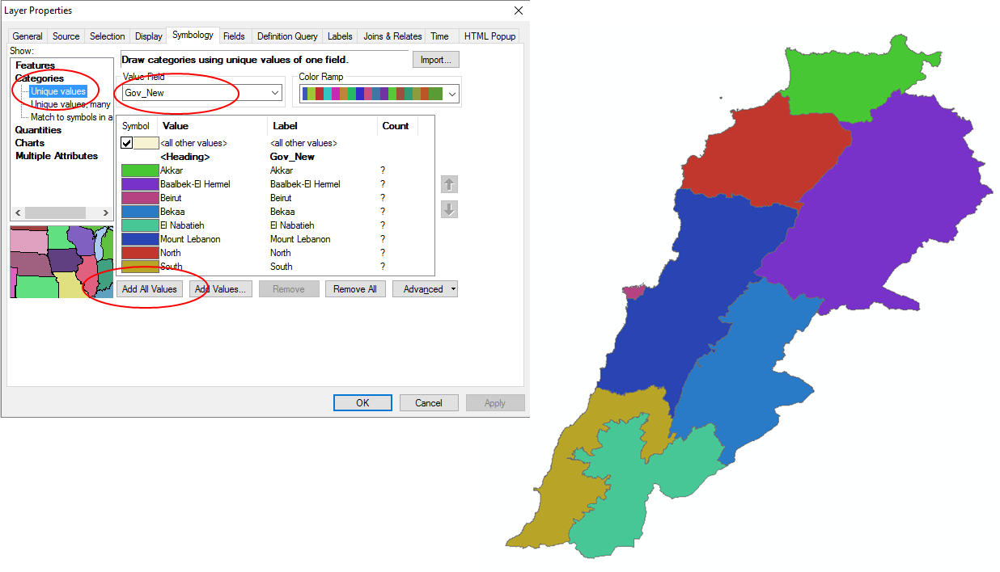 Layer Properties
General Source Selection Display Symbology Fields Definition Query Labels Joins & Relates Time HTML Popup
Show:
Features
Categories
Unique values
Unique values, many
Match to symbols in a
Quantities
Charts
Multiple Attributes
Draw categories using unique values of one field.
Import...
Value Field
Gov_New
Color Ramp
Symbol Value Label Count
<all other values> <all other values>
<Heading> Gov_New
Akkar Akkar ?
Baalbek-El Hermel Baalbek-El Hermel ?
Beirut Beirut ?
Bekaa Bekaa ?
El Nabatieh El Nabatieh ?
Mount Lebanon Mount Lebanon ?
North North ?
South South ?
Add All Values Add Values... Remove Remove All Advanced
OK Cancel Apply